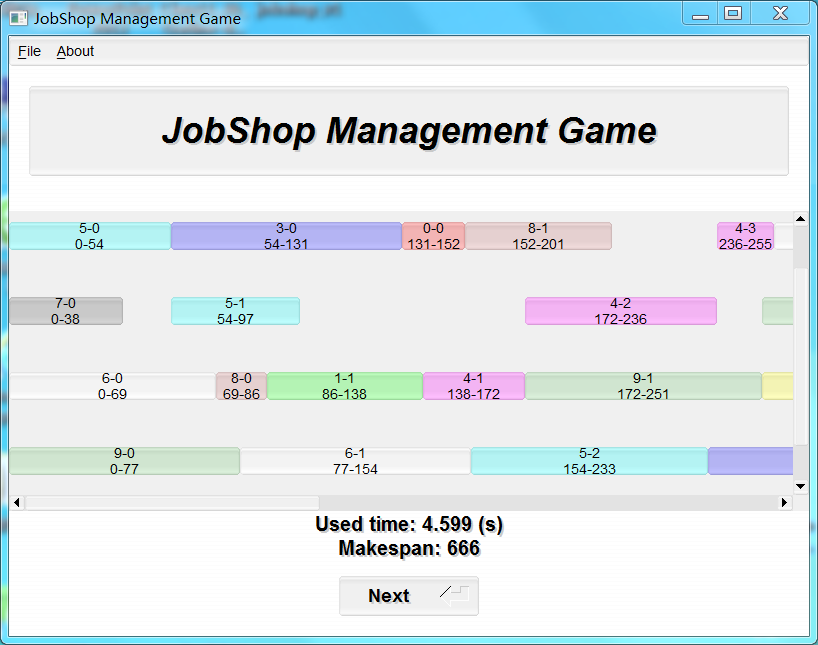 JobShop Management Game
File About
JobShop Management Game
5-0 3-0 0-0 8-1 4-3
0-54 54-131 131-152 152-201 236-255
7-0 5-1 4-2
0-38 54-97 172-236
6-0 8-0 1-1 4-1 9-1
0-69 69-86 86-138 138-172 172-251
9-0 6-1 5-2
0-77 77-154 154-233
Used time: 4.599 (s)
Makespan: 666
Next